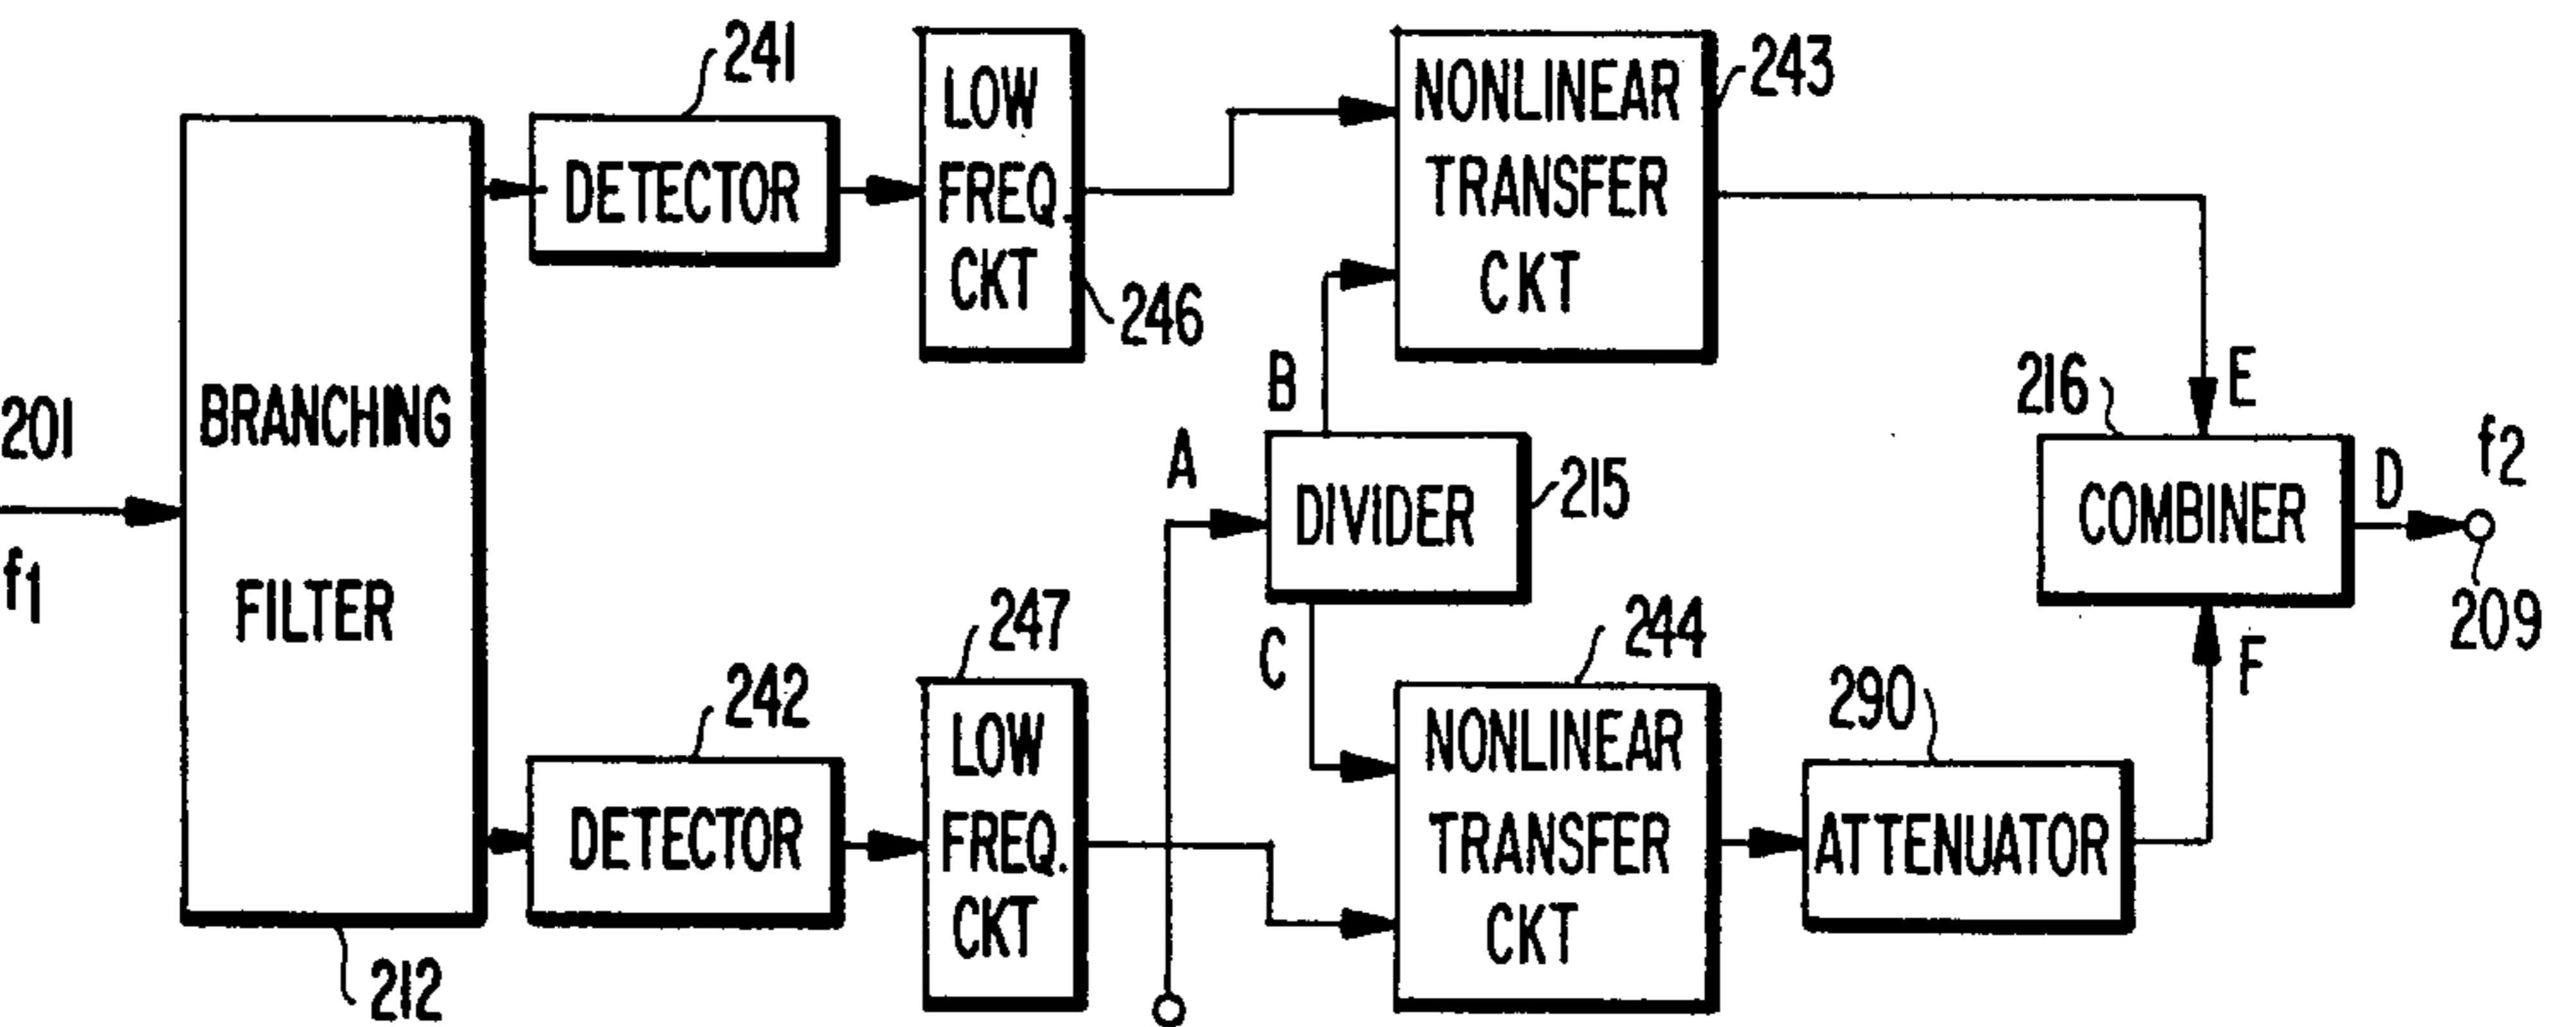 201
f1
BRANCHING
FILTER
212
241
DETECTOR
LOW
FREQ.
CKT
246
NONLINEAR
TRANSFER
CKT
243
B
A
DIVIDER
215
C
E
216
COMBINER
D
f2
209
F
242
DETECTOR
247
LOW
FREQ.
CKT
244
NONLINEAR
TRANSFER
CKT
290
ATTENUATOR